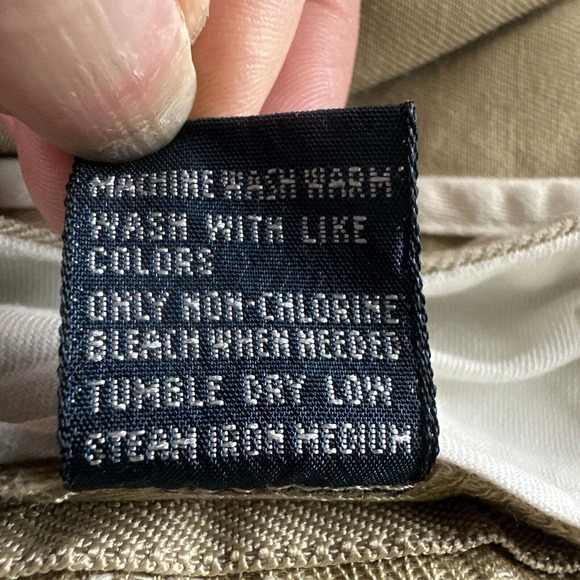 MACHINE WASH WARM
WASH WITH LIKE
COLORS
ONLY NON-CHLORINE
BLEACH WHEN NEEDED
TUMBLE DRY LOW
STEAM IRON MEDIUM